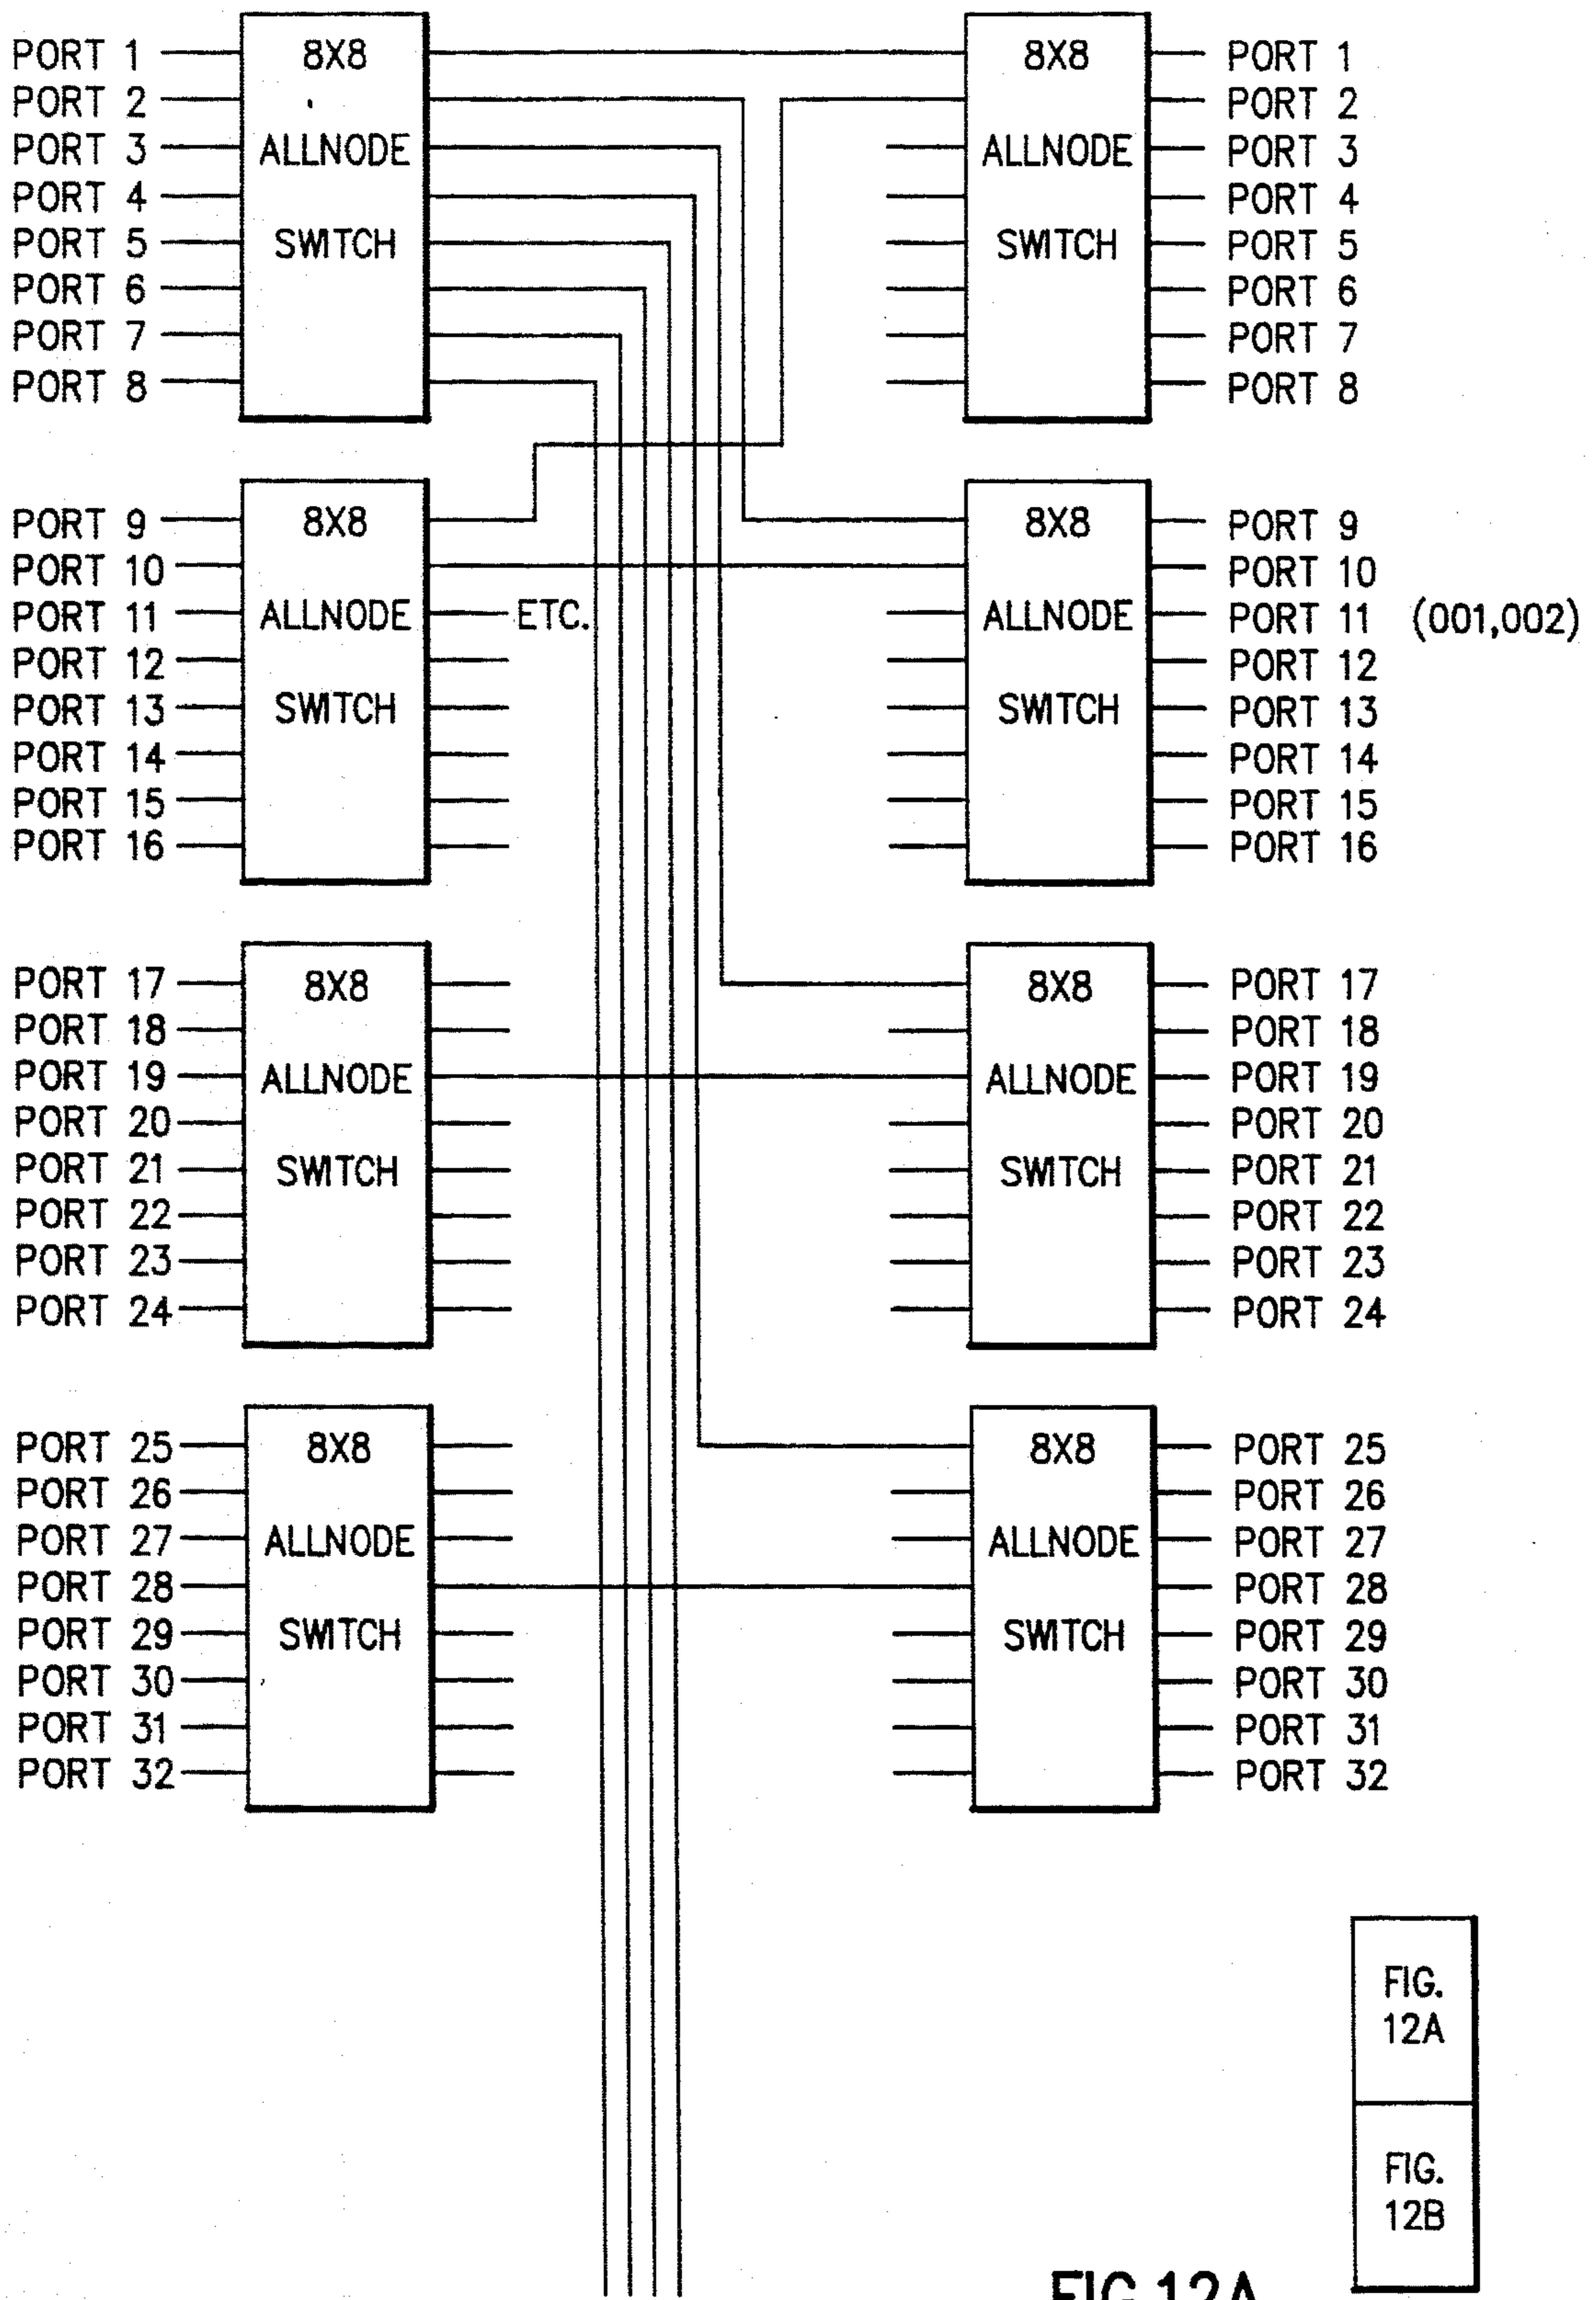 PORT 1 8X8 8X8 PORT 1
PORT 2 PORT 2
PORT 3 ALLNODE ALLNODE PORT 3
PORT 4 PORT 4
PORT 5 SWITCH SWITCH PORT 5
PORT 6 PORT 6
PORT 7 PORT 7
PORT 8 PORT 8
PORT 9 8X8 8X8 PORT 9
PORT 10 PORT 10
PORT 11 ALLNODE ETC. ALLNODE PORT 11 (001,002)
PORT 12 PORT 12
PORT 13 SWITCH SWITCH PORT 13
PORT 14 PORT 14
PORT 15 PORT 15
PORT 16 PORT 16
PORT 17 8X8 8X8 PORT 17
PORT 18 PORT 18
PORT 19 ALLNODE ALLNODE PORT 19
PORT 20 PORT 20
PORT 21 SWITCH SWITCH PORT 21
PORT 22 PORT 22
PORT 23 PORT 23
PORT 24 PORT 24
PORT 25 8X8 8X8 PORT 25
PORT 26 PORT 26
PORT 27 ALLNODE ALLNODE PORT 27
PORT 28 PORT 28
PORT 29 SWITCH SWITCH PORT 29
PORT 30 PORT 30
PORT 31 PORT 31
PORT 32 PORT 32
FIG.
12A
FIG.
12B
FIG.12A